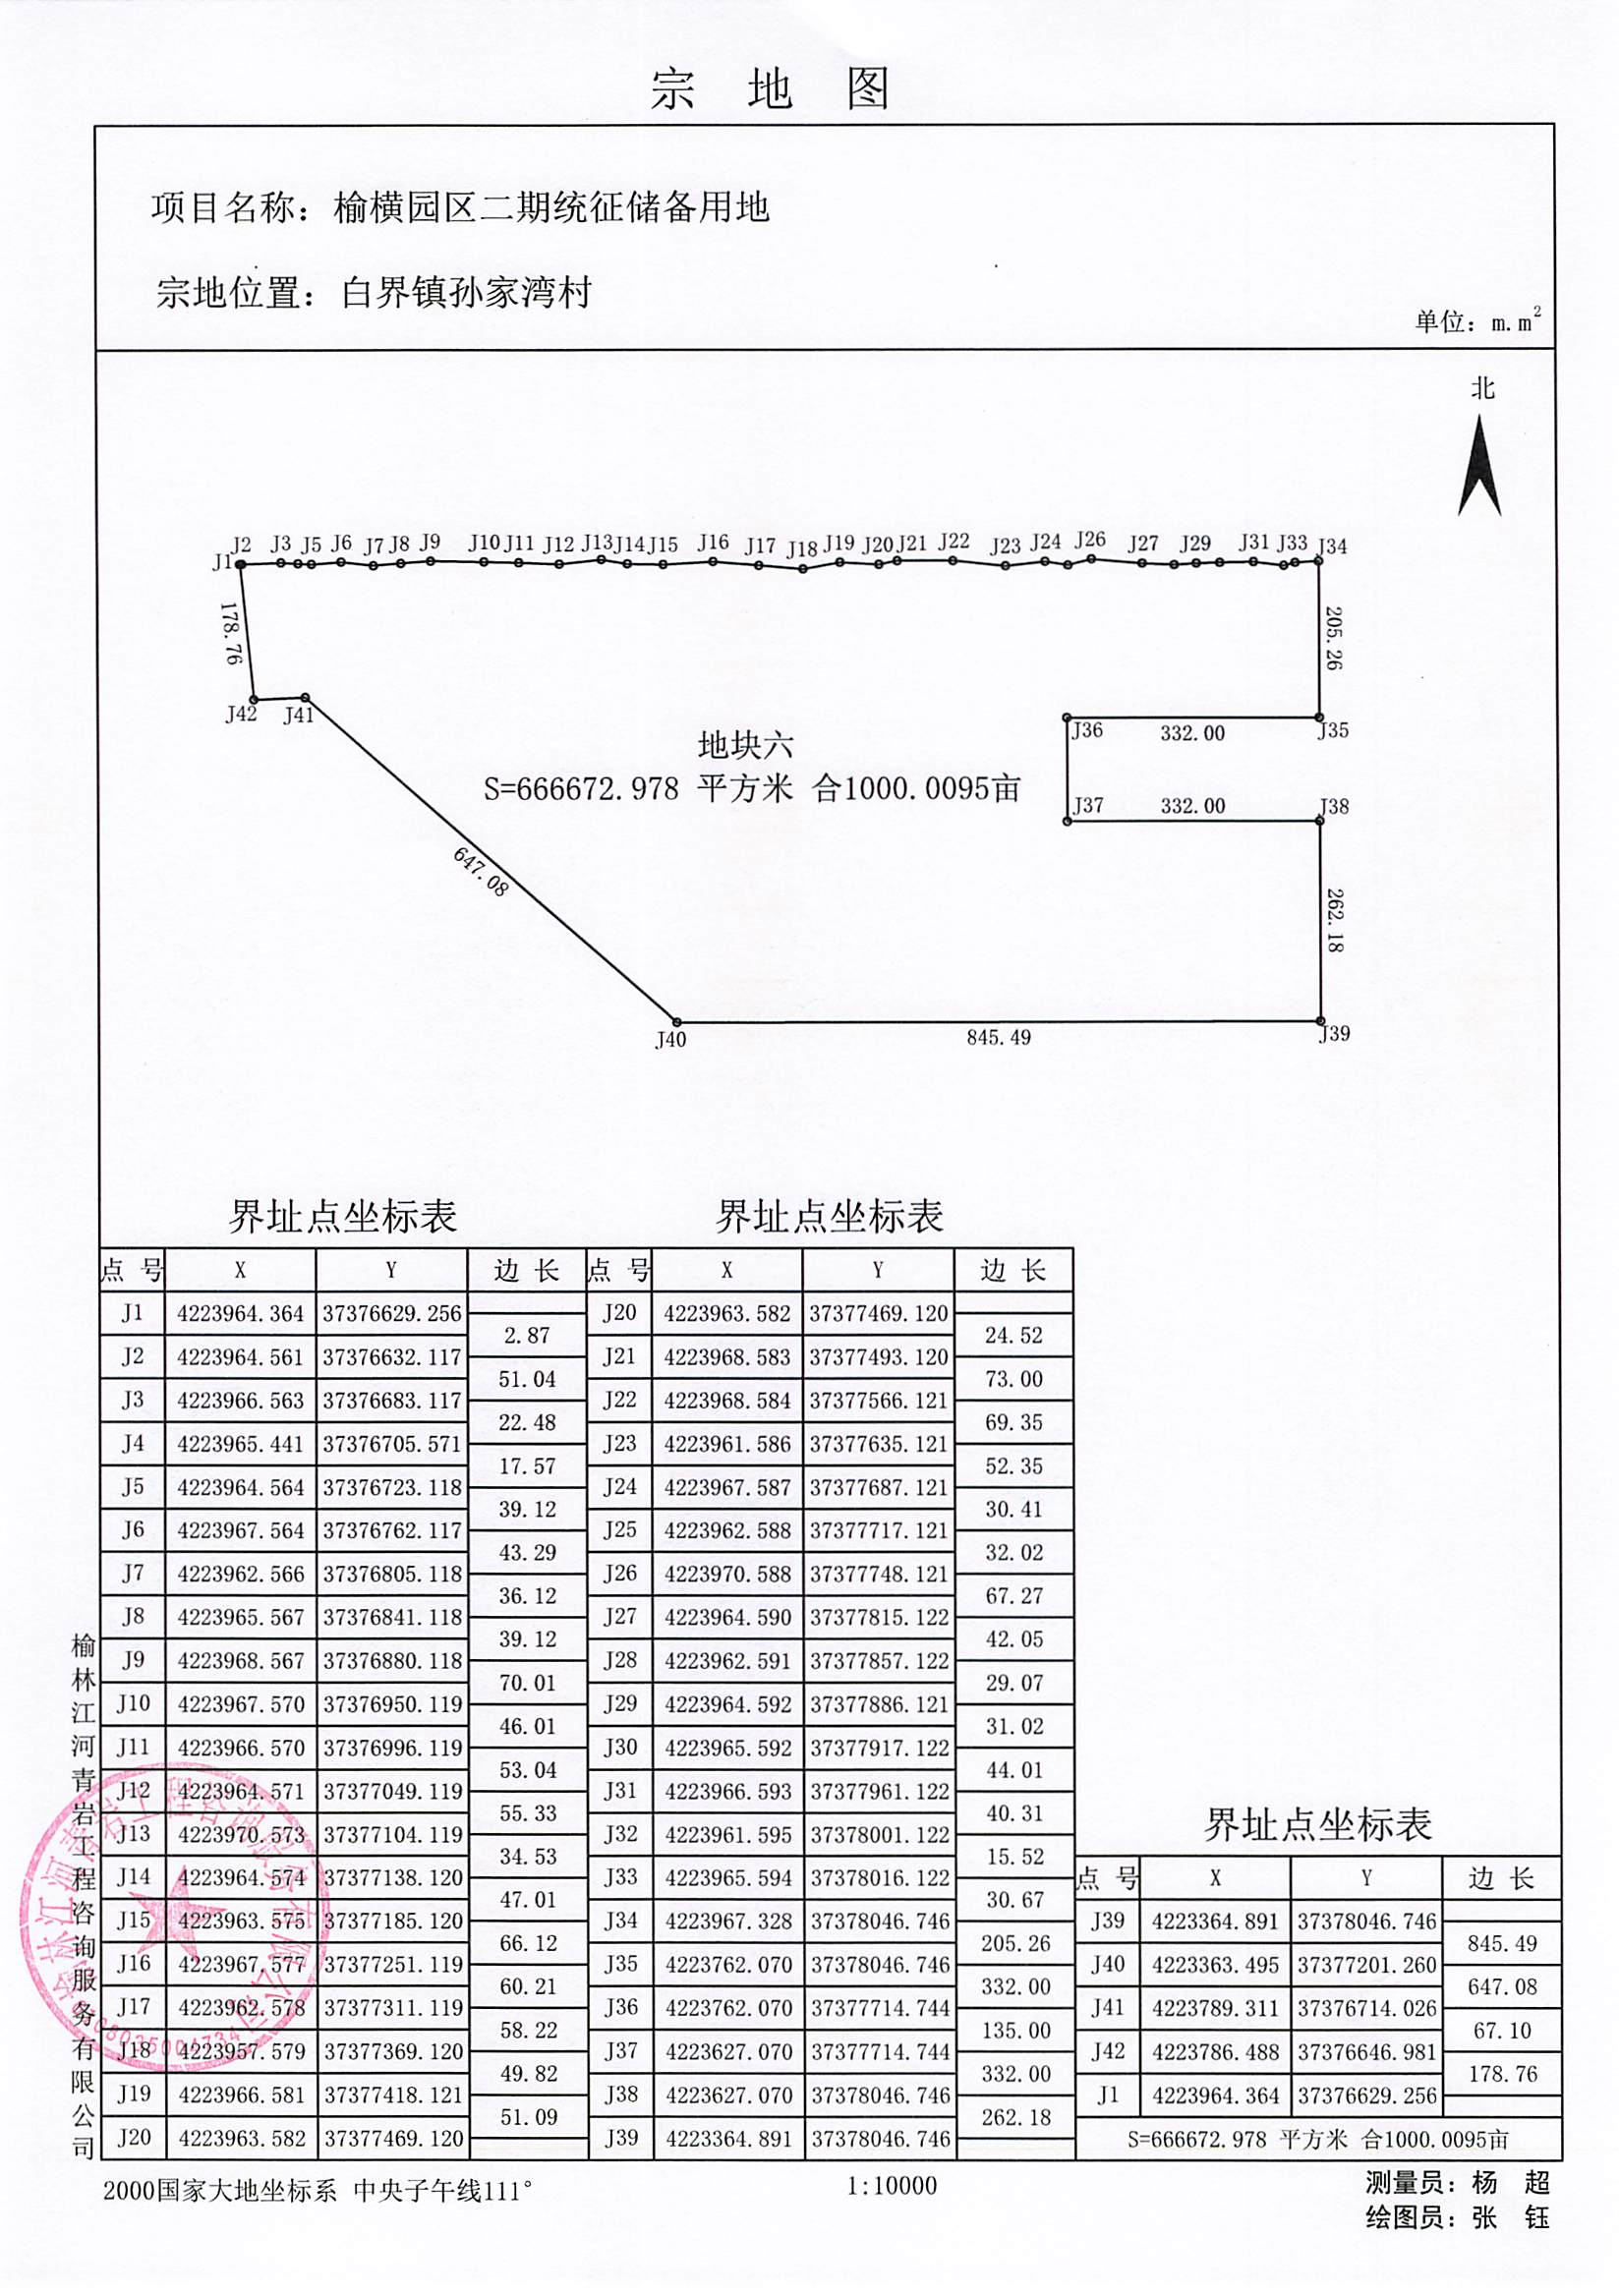 宗 地 图
项目名称：榆横园区二期统征储备用地
宗地位置：白界镇孙家湾村
单位：m.m²
北
J1 J2 J3 J5 J6 J7 J8 J9 J10 J11 J12 J13 J14 J15 J16 J17 J18 J19 J20 J21 J22 J23 J24 J26 J27 J29 J31 J33 J34
178.76
205.26
J42 J41
J36 332.00 J35
地块六
S=666672.978 平方米 合1000.0095亩
J37 332.00 J38
647.08
262.18
J40 845.49 J39
界址点坐标表
点 号 X Y 边 长
J1 4223964.364 37376629.256
2.87
J2 4223964.561 37376632.117
51.04
J3 4223966.563 37376683.117
22.48
J4 4223965.441 37376705.571
17.57
J5 4223964.564 37376723.118
39.12
J6 4223967.564 37376762.117
43.29
J7 4223962.566 37376805.118
36.12
J8 4223965.567 37376841.118
39.12
J9 4223968.567 37376880.118
70.01
J10 4223967.570 37376950.119
46.01
J11 4223966.570 37376996.119
53.04
J12 4223964.571 37377049.119
55.33
J13 4223970.573 37377104.119
34.53
J14 4223964.574 37377138.120
47.01
J15 4223963.575 37377185.120
66.12
J16 4223967.577 37377251.119
60.21
J17 4223962.578 37377311.119
58.22
J18 4223957.579 37377369.120
49.82
J19 4223966.581 37377418.121
51.09
J20 4223963.582 37377469.120
界址点坐标表
点 号 X Y 边 长
J20 4223963.582 37377469.120
24.52
J21 4223968.583 37377493.120
73.00
J22 4223968.584 37377566.121
69.35
J23 4223961.586 37377635.121
52.35
J24 4223967.587 37377687.121
30.41
J25 4223962.588 37377717.121
32.02
J26 4223970.588 37377748.121
67.27
J27 4223964.590 37377815.122
42.05
J28 4223962.591 37377857.122
29.07
J29 4223964.592 37377886.121
31.02
J30 4223965.592 37377917.122
44.01
J31 4223966.593 37377961.122
40.31
J32 4223961.595 37378001.122
15.52
J33 4223965.594 37378016.122
30.67
J34 4223967.328 37378046.746
205.26
J35 4223762.070 37378046.746
332.00
J36 4223762.070 37377714.744
135.00
J37 4223627.070 37377714.744
332.00
J38 4223627.070 37378046.746
262.18
J39 4223364.891 37378046.746
界址点坐标表
点 号 X Y 边 长
J39 4223364.891 37378046.746
845.49
J40 4223363.495 37377201.260
647.08
J41 4223789.311 37376714.026
67.10
J42 4223786.488 37376646.981
178.76
J1 4223964.364 37376629.256
S=666672.978 平方米 合1000.0095亩
榆林江河青岩工程咨询服务有限公司
2000国家大地坐标系 中央子午线111°
1:10000
测量员：杨 超
绘图员：张 钰